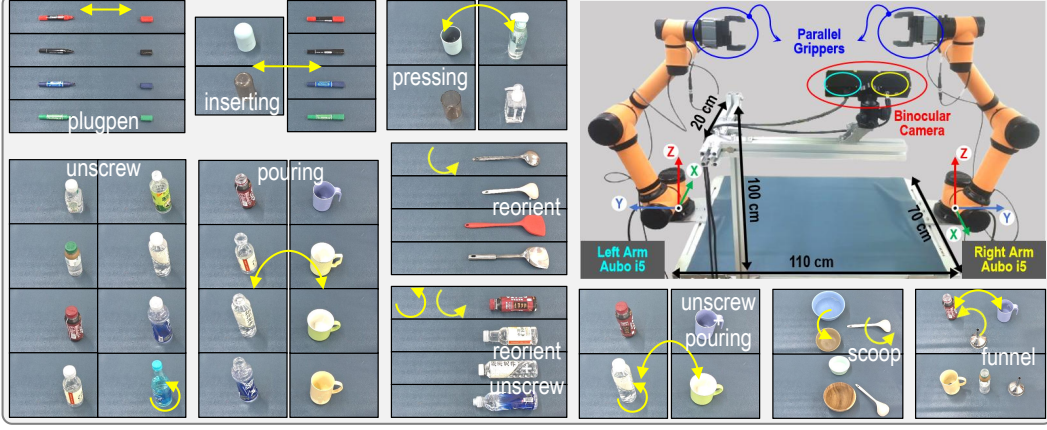 plugpen
inserting
pressing
unscrew
pouring
reorient
reorient
unscrew
Parallel
Grippers
Binocular
Camera
20 cm
100 cm
70 cm
110 cm
Z
X
Y
Z
X
Y
Left Arm
Aubo i5
Right Arm
Aubo i5
unscrew
pouring
scoop
funnel